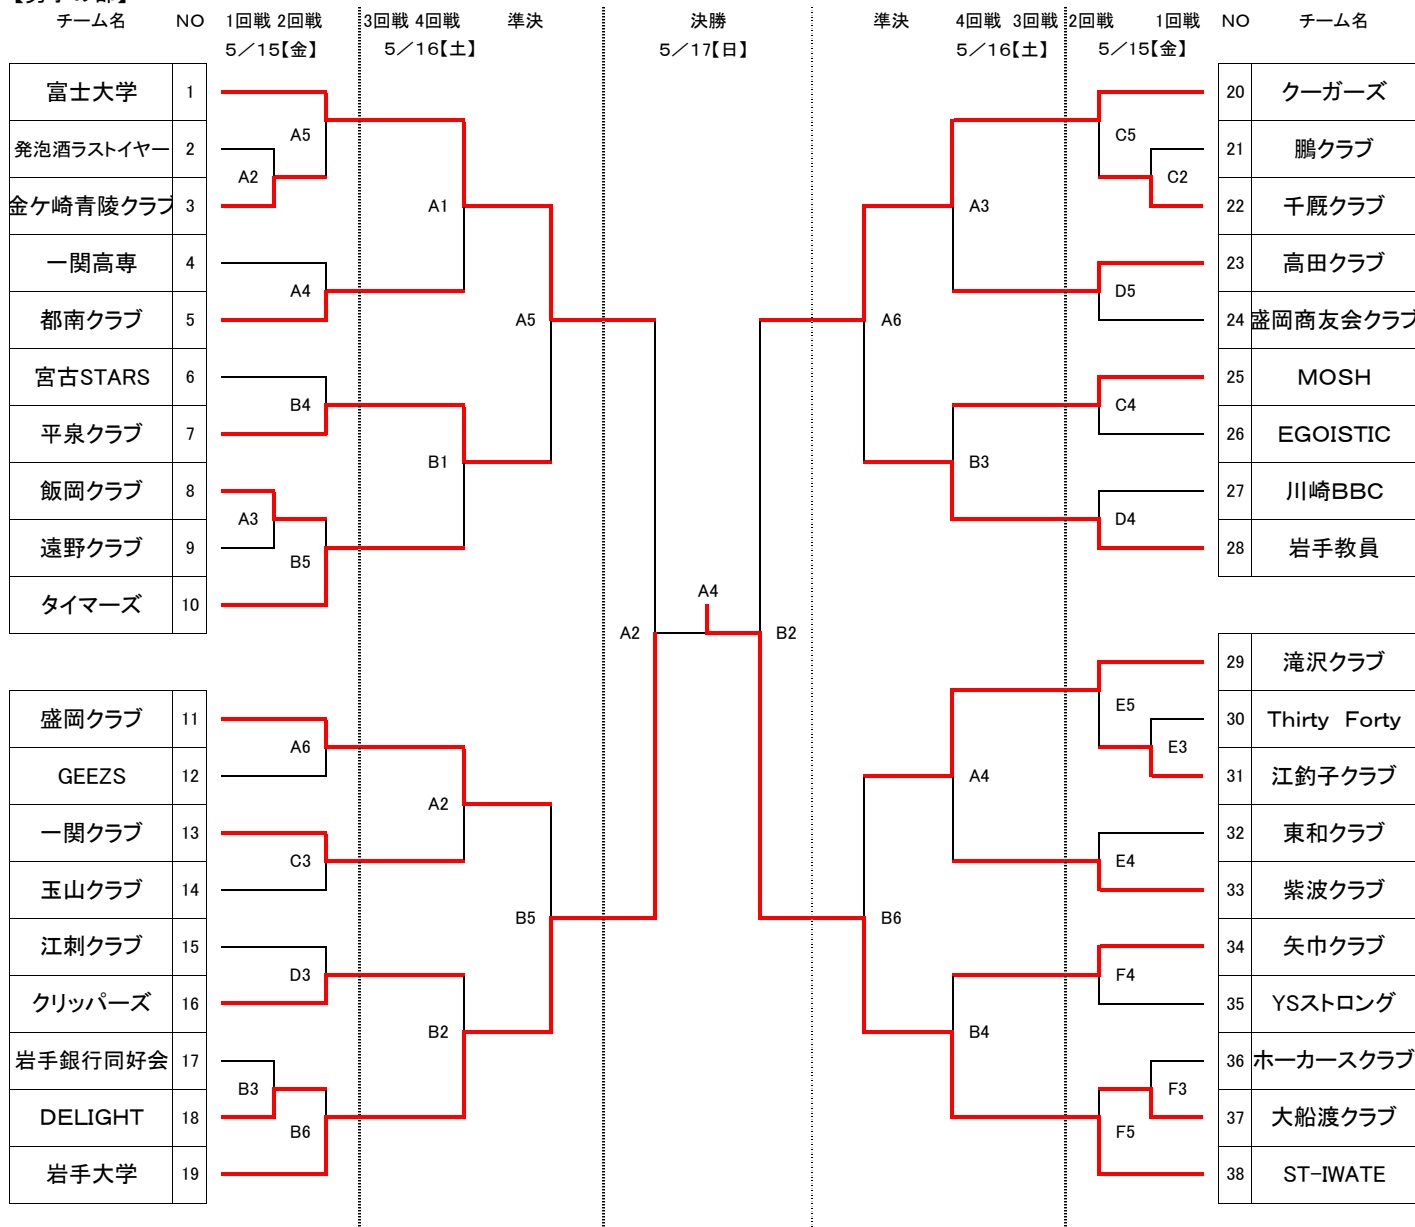 【男子の部】
チーム名 NO 1回戦 2回戦 3回戦 4回戦 準決 決勝 準決 4回戦 3回戦 2回戦 1回戦 NO チーム名
5／15【金】 5／16【土】 5／17【日】 5／16【土】 5／15【金】
富士大学 1 20 クーガーズ
A5 C5
発泡酒ラストイヤー 2 21 鵬クラブ
A2 C2
金ケ崎青陵クラブ 3 A1 A3 22 千厩クラブ
一関高専 4 23 高田クラブ
A4 D5
都南クラブ 5 A5 A6 24 盛岡商友会クラブ
宮古STARS 6 25 MOSH
B4 C4
平泉クラブ 7 26 EGOISTIC
B1 B3
飯岡クラブ 8 27 川崎BBC
A3 D4
遠野クラブ 9 28 岩手教員
B5
タイマーズ 10
A4
A2 B2
29 滝沢クラブ
E5
盛岡クラブ 11 30 Thirty Forty
A6 E3
GEEZS 12 A4 31 江釣子クラブ
A2
一関クラブ 13 32 東和クラブ
C3 E4
玉山クラブ 14 33 紫波クラブ
B5 B6
江刺クラブ 15 34 矢巾クラブ
D3 F4
クリッパーズ 16 35 YSストロング
B2 B4
岩手銀行同好会 17 36 ホーカースクラブ
B3 F3
DELIGHT 18 37 大船渡クラブ
B6 F5
岩手大学 19 38 ST-IWATE